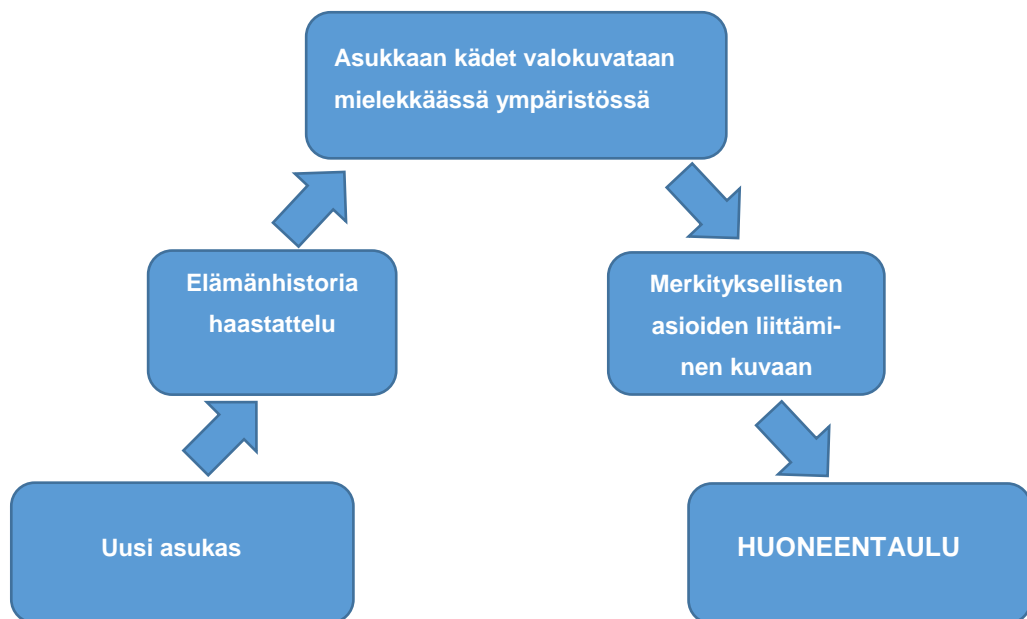 Asukkaan kädet valokuvataan
mielekkäässä ympäristössä
Elämänhistoria
haastattelu
Merkityksellisten
asioiden liittämi-
nen kuvaan
Uusi asukas
HUONEENTAULU